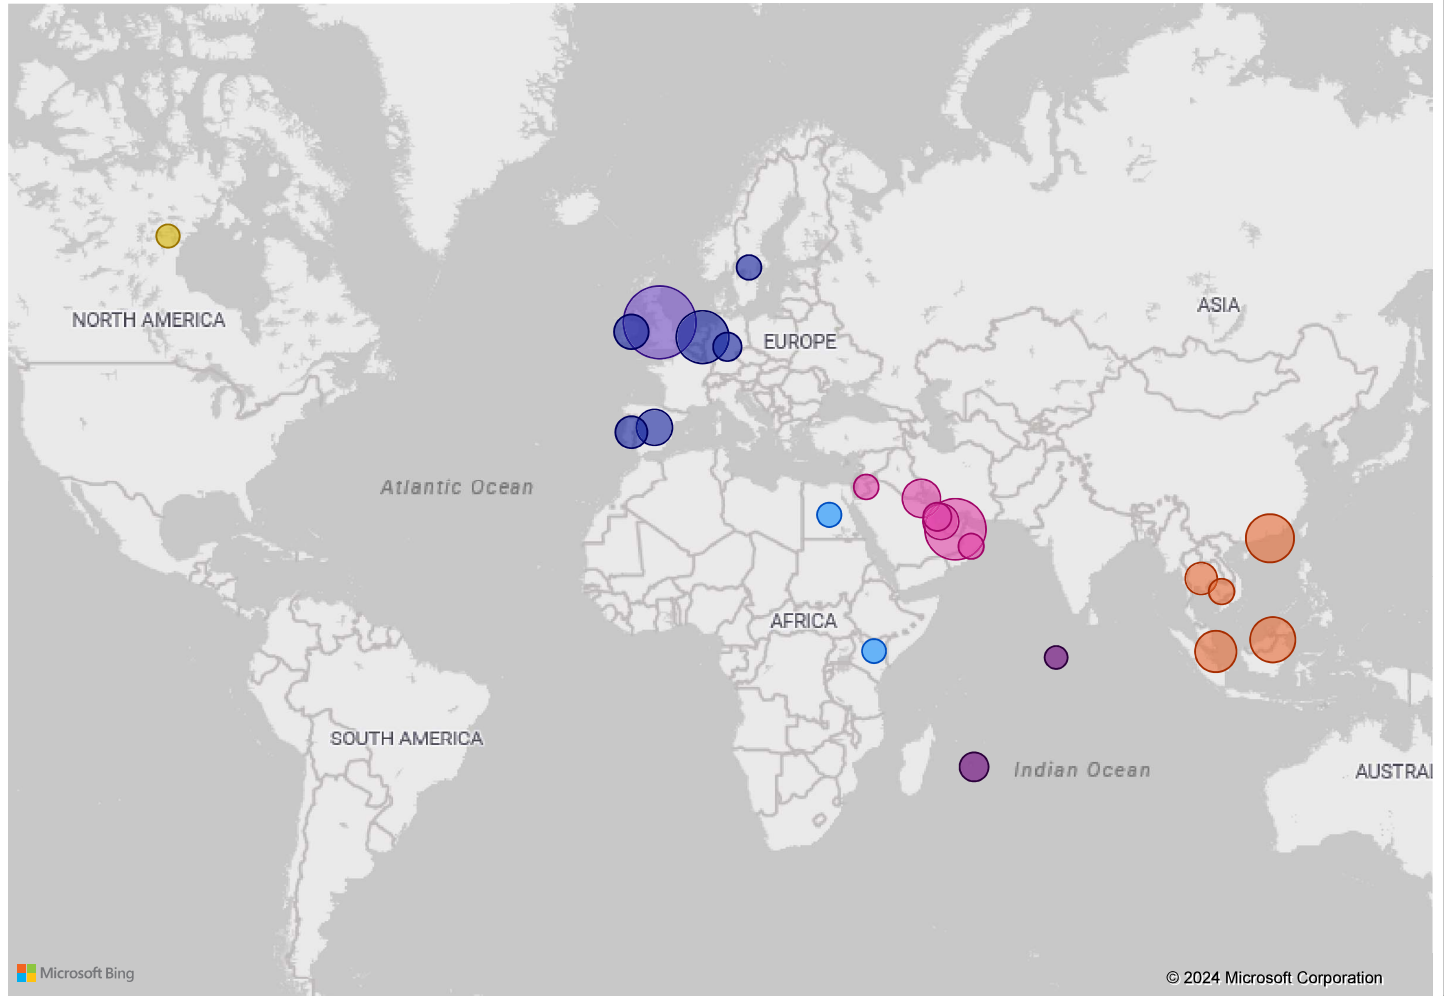 ASIA
NORTH AMERICA
EUROPE
Atlantic Ocean
AFRICA
SOUTH AMERICA
Indian Ocean
AUSTRAL
Microsoft Bing
© 2024 Microsoft Corporation